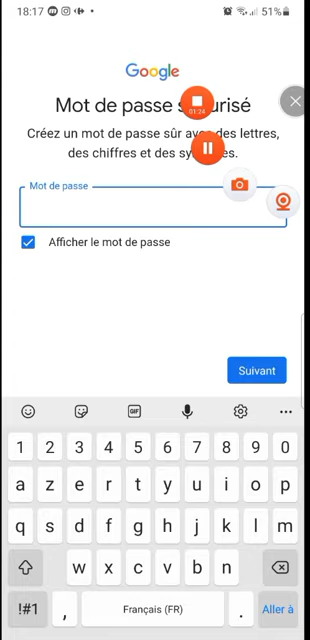 18:17 51%
Google
Mot de passe s urisé
01:24
Créez un mot de passe sûr avec des lettres,
des chiffres et des sy es.
Mot de passe
Afficher le mot de passe
Suivant
GIF
1 2 3 4 5 6 7 8 9 0
a z e r t y u i o p
q s d f g h j k l m
w x c v b n
!#1 , Français (FR) . Aller à